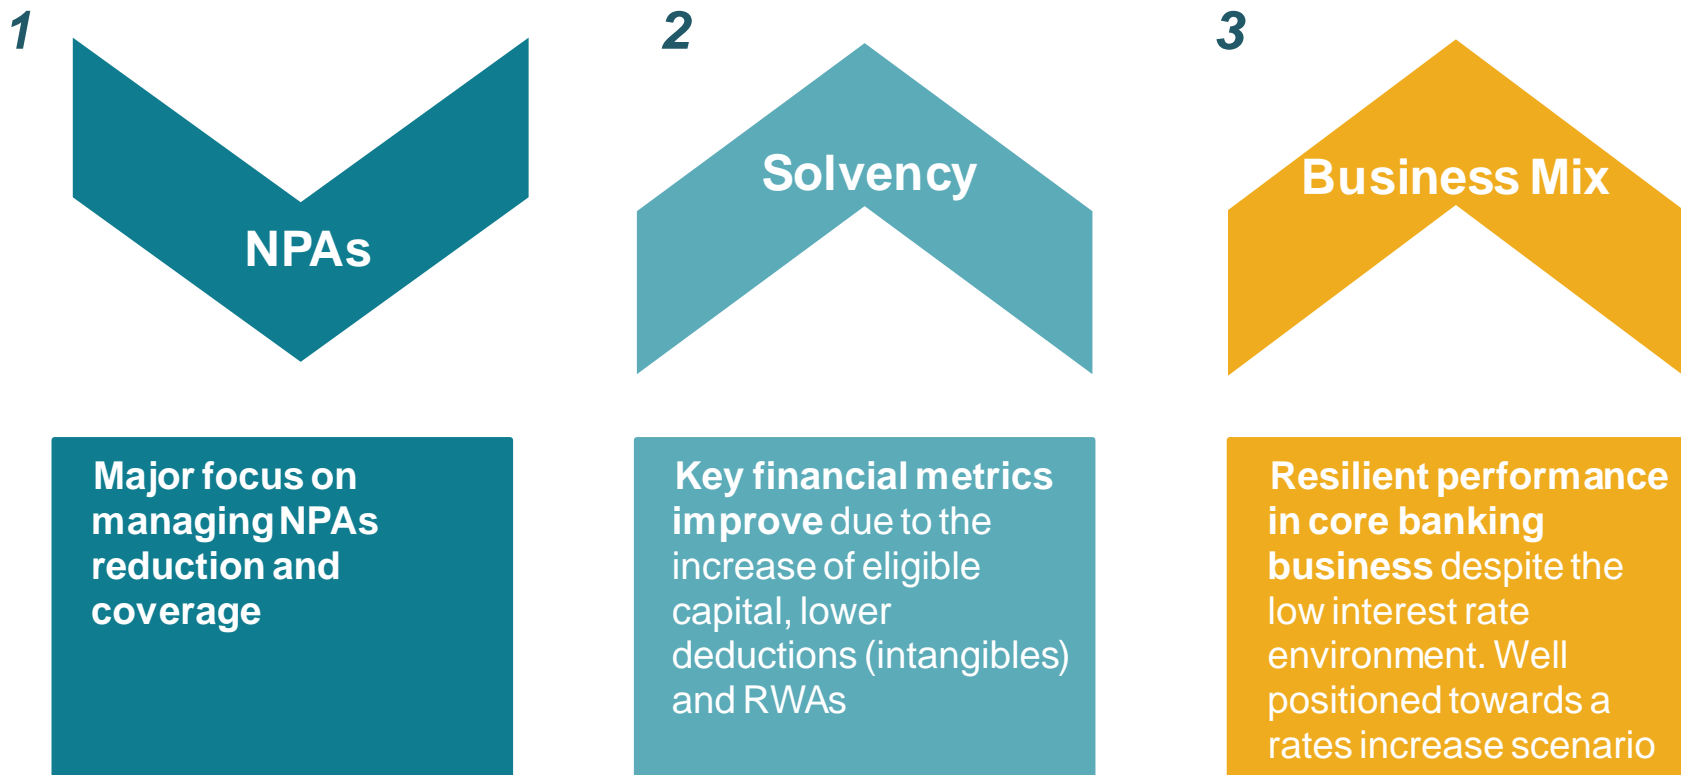 1
NPAs
Major focus on
managing NPAs
reduction and
coverage
2
Solvency
Key financial metrics
improve due to the
increase of eligible
capital, lower
deductions (intangibles)
and RWAs
3
Business Mix
Resilient performance
in core banking
business despite the
low interest rate
environment. Well
positioned towards a
rates increase scenario